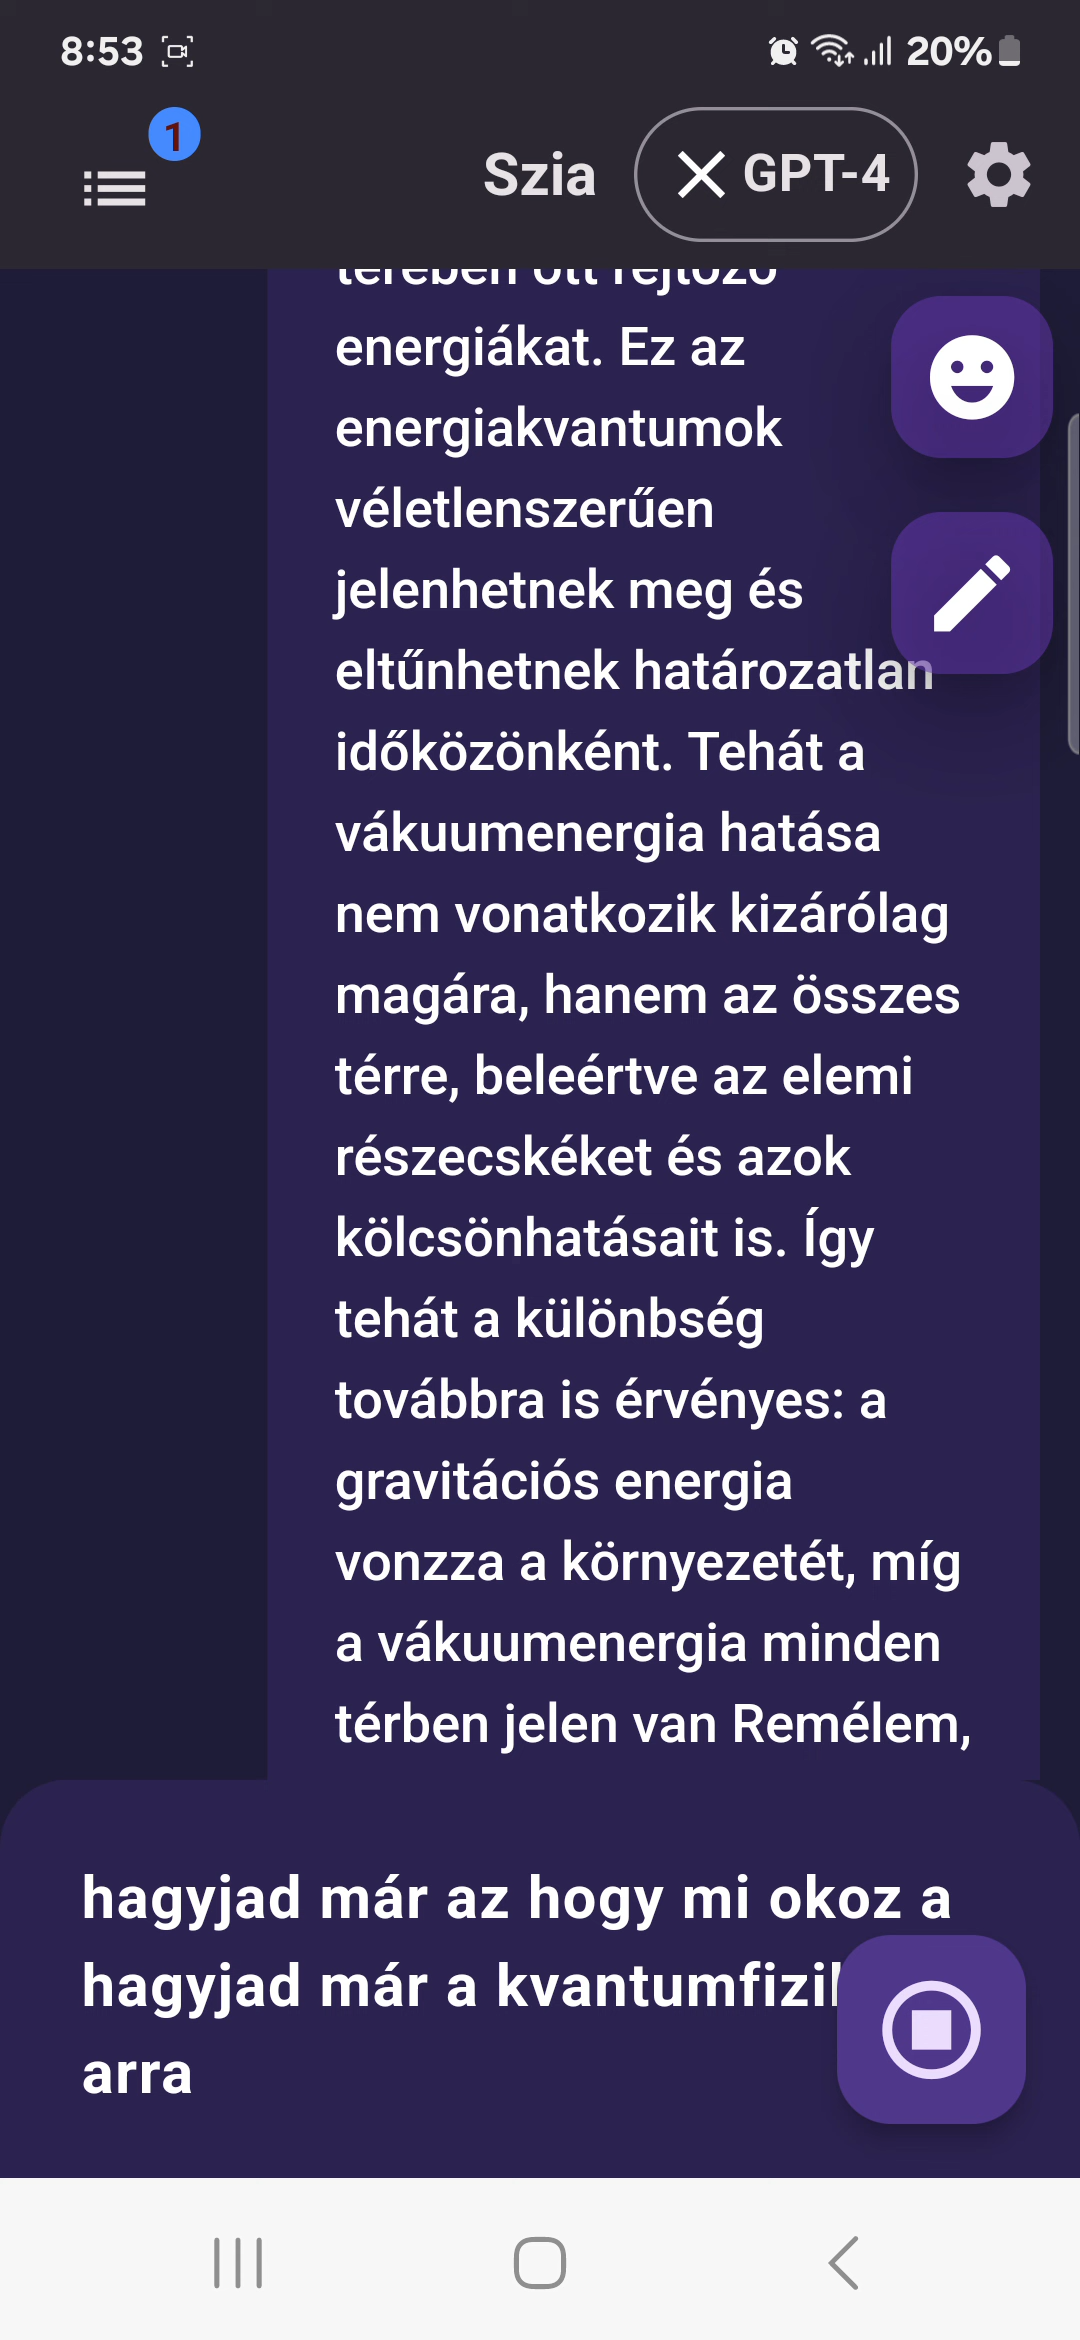 8:53
20%
1
Szia
GPT-4
terében ott rejtőző
energiákat. Ez az
energiakvantumok
véletlenszerűen
jelenhetnek meg és
eltűnhetnek határozatlan
időközönként. Tehát a
vákuumenergia hatása
nem vonatkozik kizárólag
magára, hanem az összes
térre, beleértve az elemi
részecskéket és azok
kölcsönhatásait is. Így
tehát a különbség
továbbra is érvényes: a
gravitációs energia
vonzza a környezetét, míg
a vákuumenergia minden
térben jelen van Remélem,
hagyjad már az hogy mi okoz a
hagyjad már a
arra